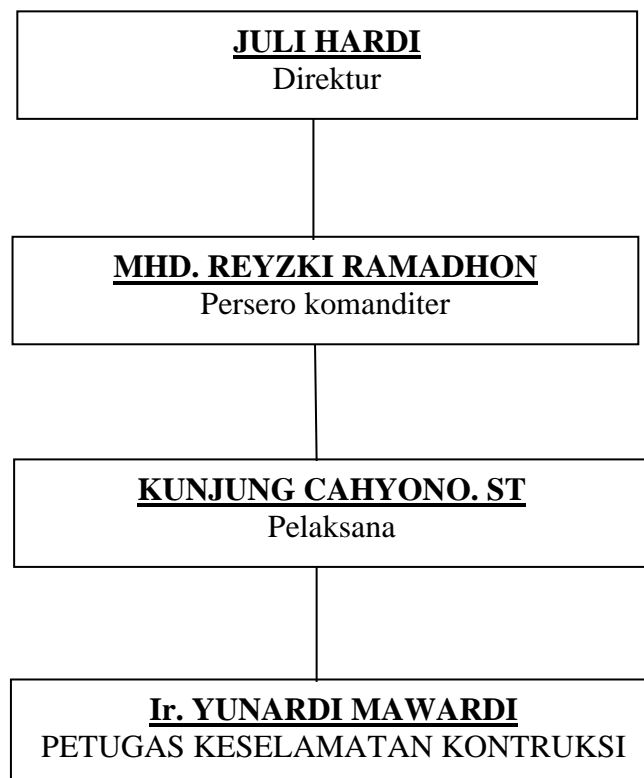 JULI HARDI
Direktur
MHD. REYZKI RAMADHON
Persero komanditer
KUNJUNG CAHYONO. ST
Pelaksana
Ir. YUNARDI MAWARDI
PETUGAS KESELAMATAN KONTRUKSI